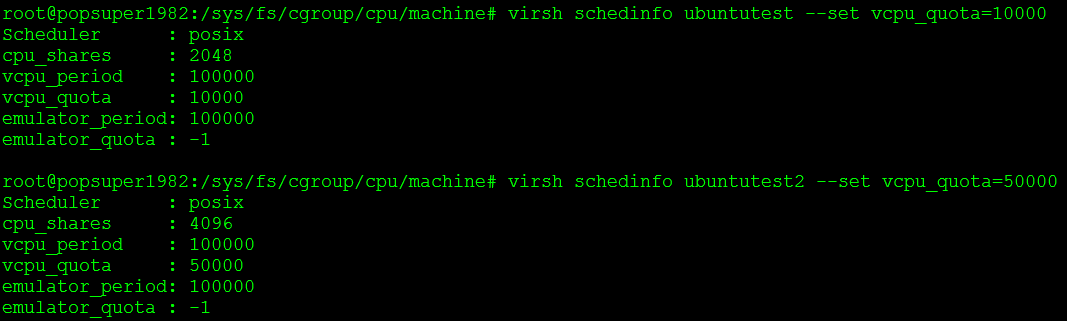 root@popsuper1982:/sys/fs/cgroup/cpu/machine# virsh schedinfo ubuntutest --set vcpu_quota=10000
Scheduler      : posix
cpu_shares     : 2048
vcpu_period    : 100000
vcpu_quota     : 10000
emulator_period: 100000
emulator_quota : -1

root@popsuper1982:/sys/fs/cgroup/cpu/machine# virsh schedinfo ubuntutest2 --set vcpu_quota=50000
Scheduler      : posix
cpu_shares     : 4096
vcpu_period    : 100000
vcpu_quota     : 50000
emulator_period: 100000
emulator_quota : -1